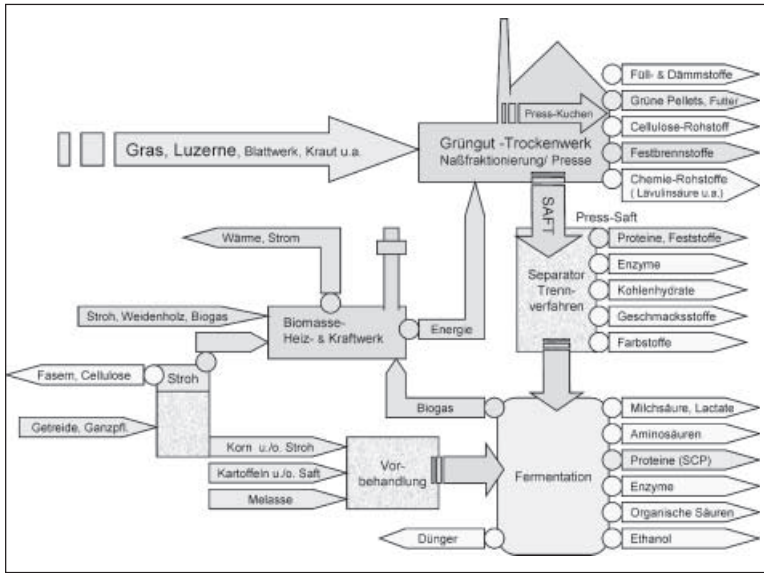 Füll- & Dämmstoffe
Grüne Pellets, Futter
Press-Kuchen
Cellulose-Rohstoff
Gras, Luzerne, Blattwerk, Kraut u.a.
Grüngut -Trockenwerk
Naßfraktionierung/ Presse
Festbrennstoffe
Chemie-Rohstoffe
( Lävulinsäure u.a.)
SAFT
Press-Saft
Wärme, Strom
Proteine, Feststoffe
Enzyme
Separator
Trenn-
verfahren
Kohlenhydrate
Stroh, Weidenholz, Biogas
Biomasse-
Heiz- & Kraftwerk
Energie
Geschmacksstoffe
Farbstoffe
Fasern, Cellulose
Stroh
Biogas
Milchsäure, Lactate
Getreide, Ganzpfl.
Aminosäuren
Korn u./o. Stroh
Vor-
behandlung
Kartoffeln u./o. Saft
Proteine (SCP)
Fermentation
Melasse
Enzyme
Organische Säuren
Dünger
Ethanol